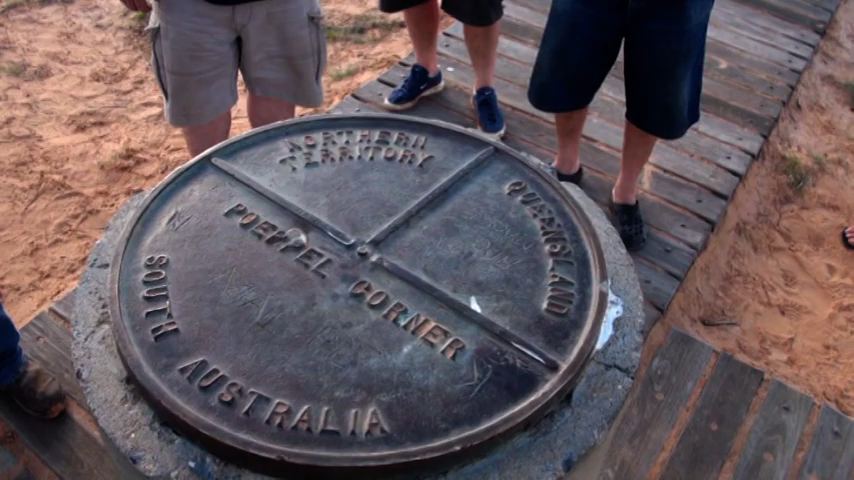 NORTHERN
TERRITORY
QUEENSLAND
POEPPEL CORNER
SOUTH AUSTRALIA